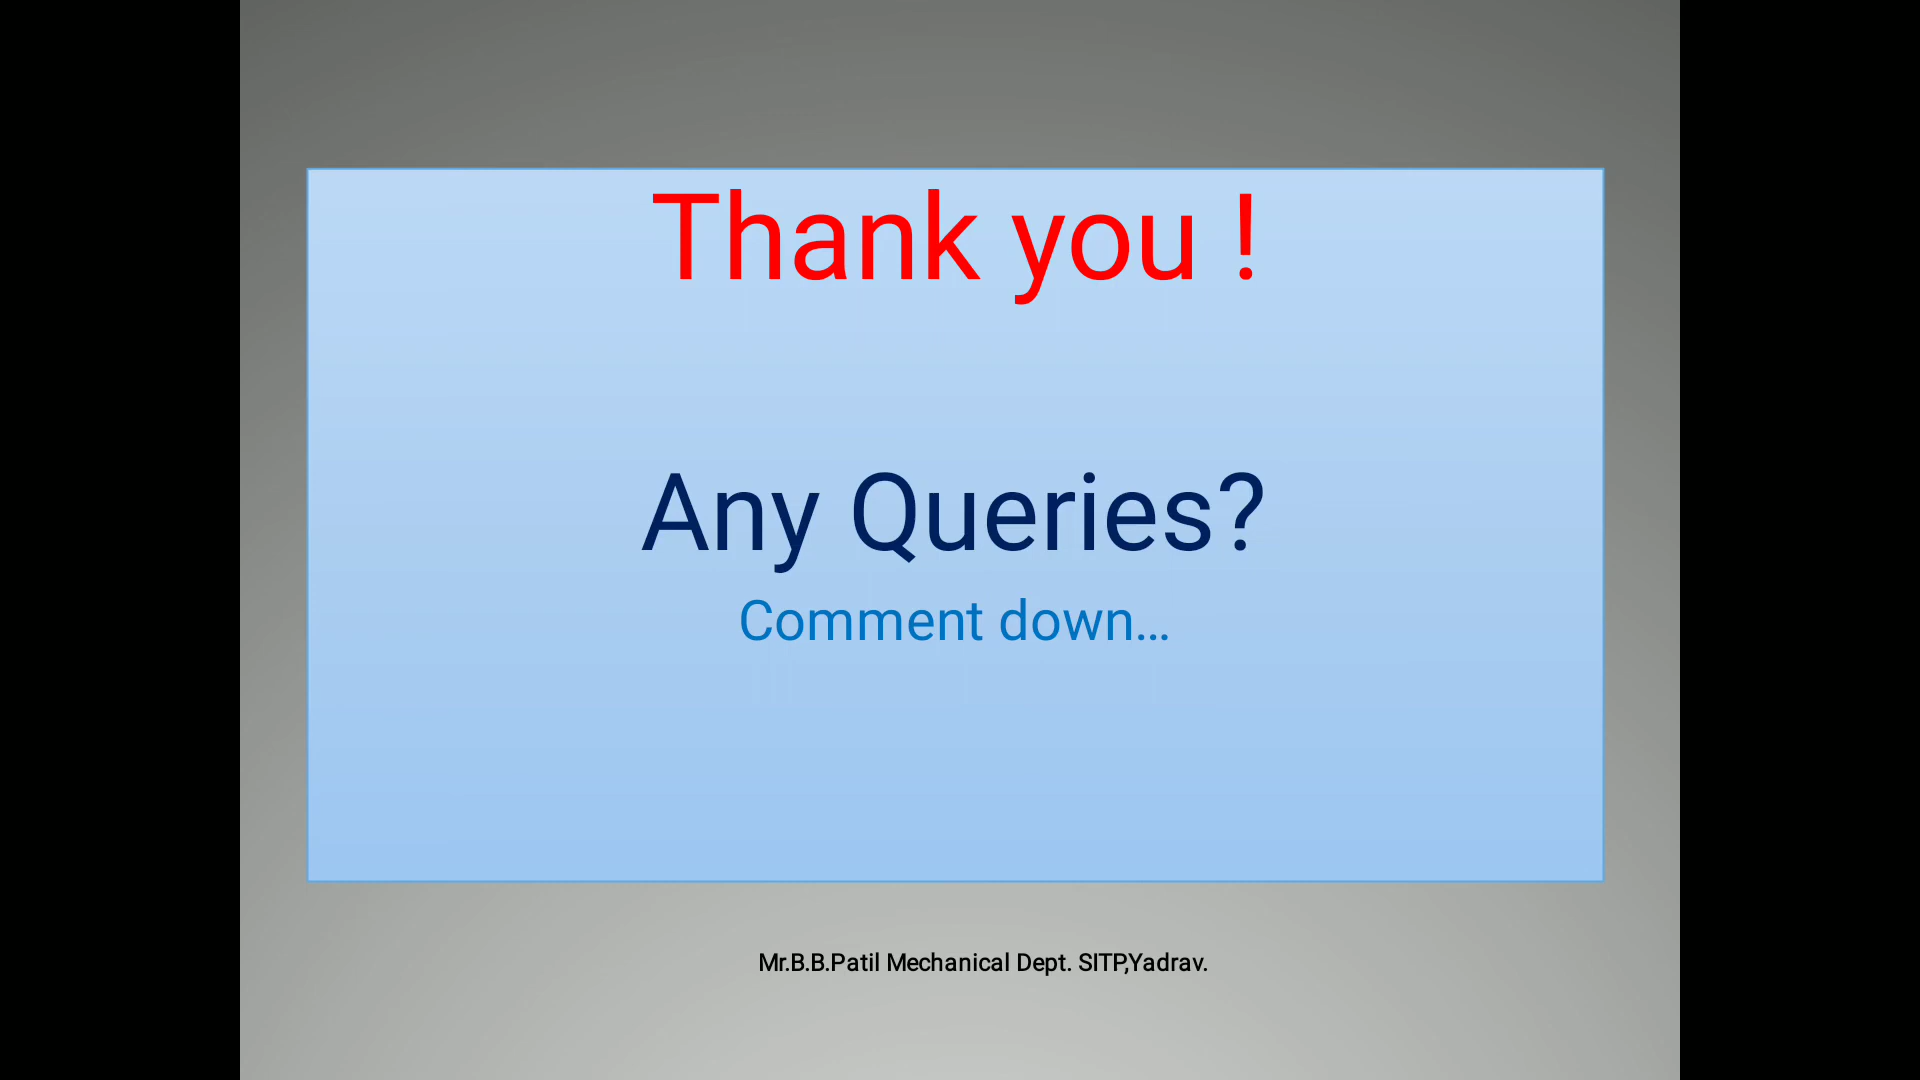 Thank you !
Any Queries?
Comment down...
Mr.B.B.Patil Mechanical Dept. SITP,Yadrav.